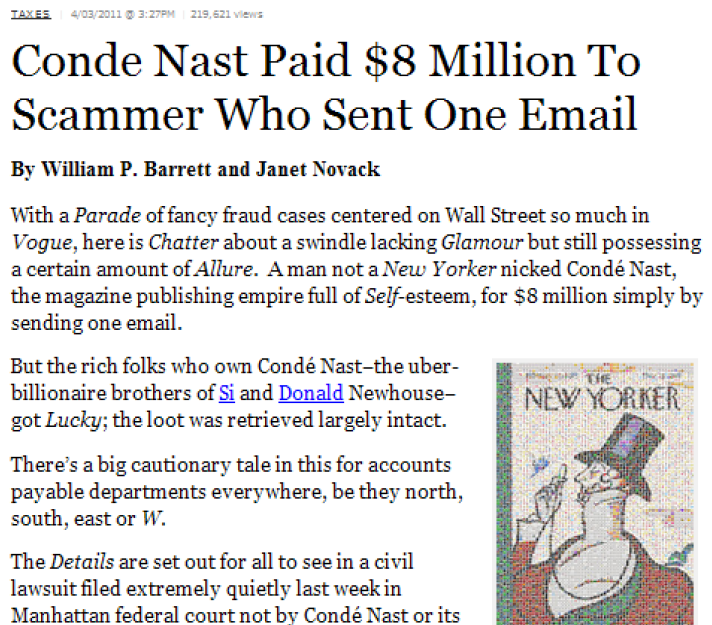 TAXES | 4/03/2011 @ 3:27PM | 219,621 views
Conde Nast Paid $8 Million To
Scammer Who Sent One Email
By William P. Barrett and Janet Novack
With a Parade of fancy fraud cases centered on Wall Street so much in
Vogue, here is Chatter about a swindle lacking Glamour but still possessing
a certain amount of Allure. A man not a New Yorker nicked Condé Nast,
the magazine publishing empire full of Self-esteem, for $8 million simply by
sending one email.
But the rich folks who own Condé Nast–the uber-
billionaire brothers of Si and Donald Newhouse–
got Lucky; the loot was retrieved largely intact.
There's a big cautionary tale in this for accounts
payable departments everywhere, be they north,
south, east or W.
The Details are set out for all to see in a civil
lawsuit filed extremely quietly last week in
Manhattan federal court not by Condé Nast or its
THE
NEW YORKER